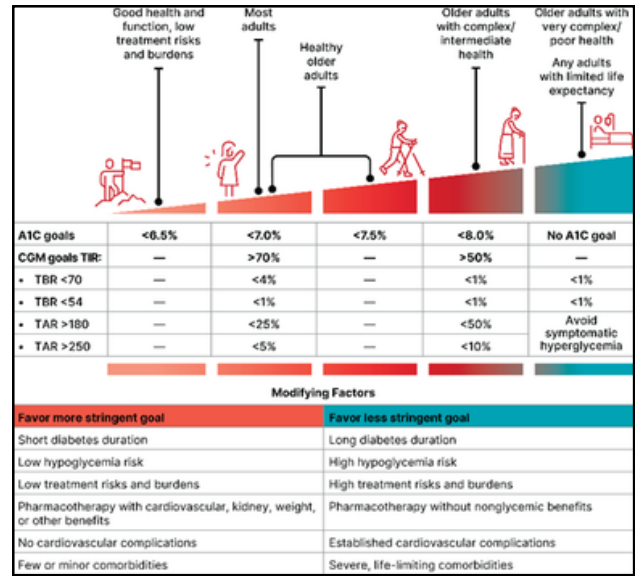 Good health and
function, low
treatment risks
and burdens
Most
adults
Healthy
older
adults
Older adults
with complex/
intermediate
health
Older adults with
very complex/
poor health
Any adults
with limited life
expectancy
A1C goals <6.5% <7.0% <7.5% <8.0% No A1C goal
CGM goals TIR: — >70% — >50% —
• TBR <70 — <4% — <1% <1%
• TBR <54 — <1% — <1% <1%
• TAR >180 — <25% — <50% Avoid
symptomatic
• TAR >250 — <5% — <10% hyperglycemia
Modifying Factors
Favor more stringent goal Favor less stringent goal
Short diabetes duration Long diabetes duration
Low hypoglycemia risk High hypoglycemia risk
Low treatment risks and burdens High treatment risks and burdens
Pharmacotherapy with cardiovascular, kidney, weight, Pharmacotherapy without nonglycemic benefits
or other benefits
No cardiovascular complications Established cardiovascular complications
Few or minor comorbidities Severe, life-limiting comorbidities